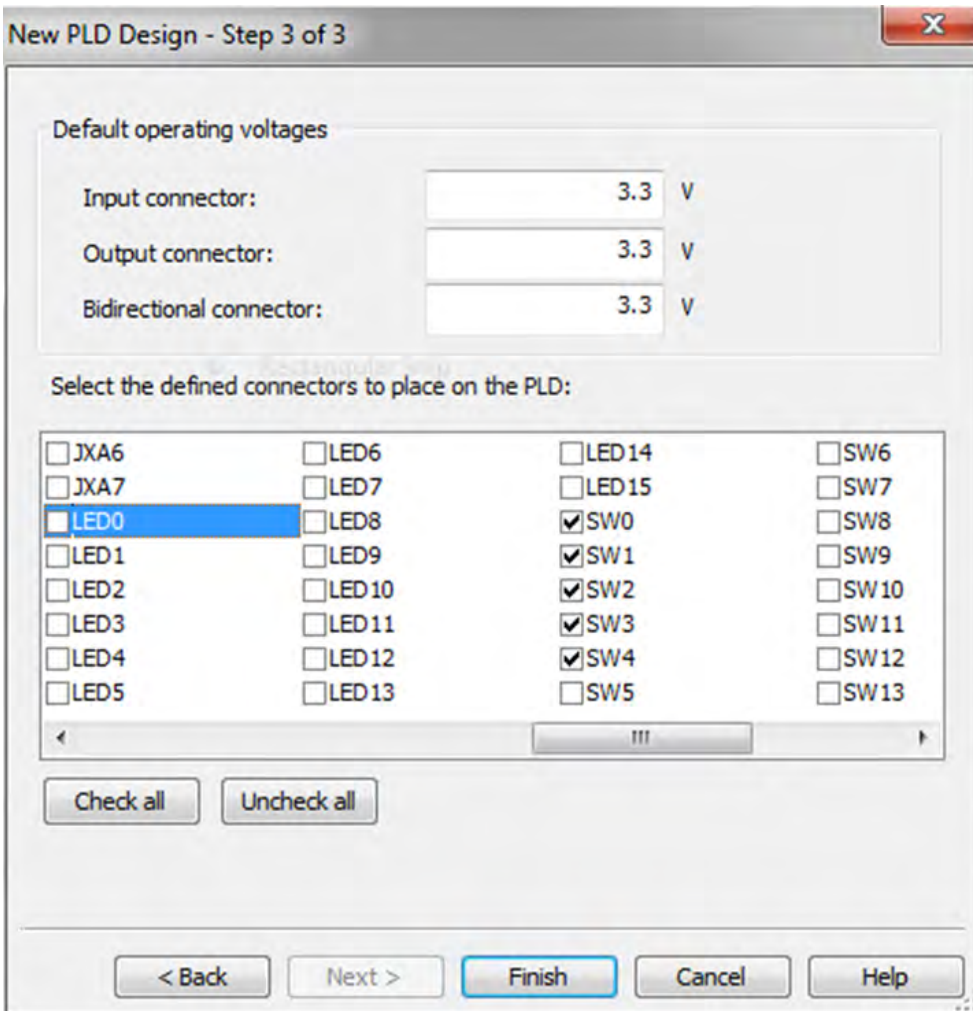 New PLD Design - Step 3 of 3
Default operating voltages
Input connector: 3.3 V
Output connector: 3.3 V
Bidirectional connector: 3.3 V
Rectangular Snip
Select the defined connectors to place on the PLD:
JXA6 LED6 LED14 SW6
JXA7 LED7 LED15 SW7
LED0 LED8 SW0 SW8
LED1 LED9 SW1 SW9
LED2 LED10 SW2 SW10
LED3 LED11 SW3 SW11
LED4 LED12 SW4 SW12
LED5 LED13 SW5 SW13
Check all Uncheck all
< Back Next > Finish Cancel Help